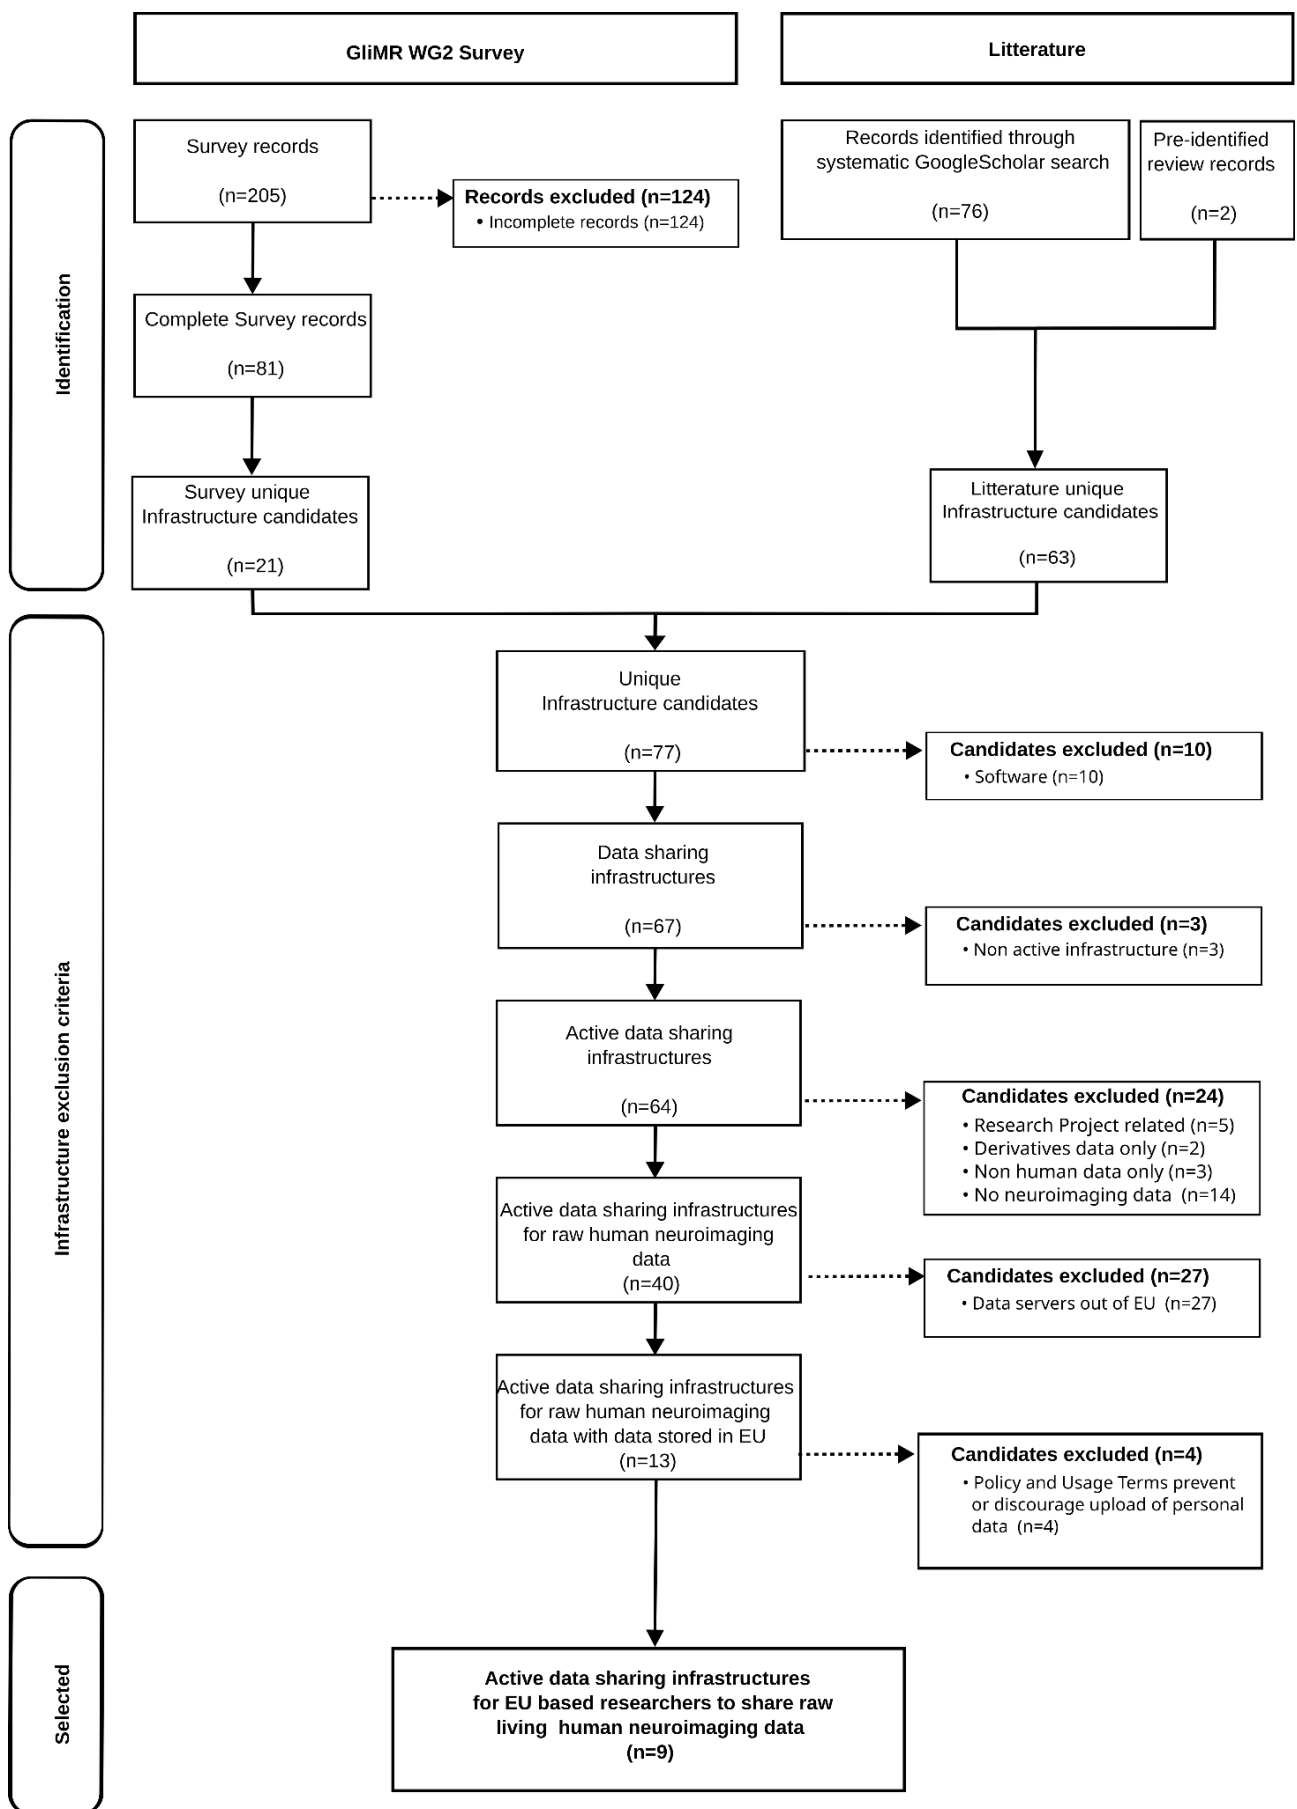 GliMR WG2 Survey
Litterature
Identification
Survey records
(n=205)
Records excluded (n=124)
• Incomplete records (n=124)
Records identified through
systematic GoogleScholar search
(n=76)
Pre-identified
review records
(n=2)
Complete Survey records
(n=81)
Survey unique
Infrastructure candidates
(n=21)
Litterature unique
Infrastructure candidates
(n=63)
Infrastructure exclusion criteria
Unique
Infrastructure candidates
(n=77)
Candidates excluded (n=10)
• Software (n=10)
Data sharing
infrastructures
(n=67)
Candidates excluded (n=3)
• Non active infrastructure (n=3)
Active data sharing
infrastructures
(n=64)
Candidates excluded (n=24)
• Research Project related (n=5)
• Derivatives data only (n=2)
• Non human data only (n=3)
• No neuroimaging data (n=14)
Active data sharing infrastructures
for raw human neuroimaging
data
(n=40)
Candidates excluded (n=27)
• Data servers out of EU (n=27)
Active data sharing infrastructures
for raw human neuroimaging
data with data stored in EU
(n=13)
Candidates excluded (n=4)
• Policy and Usage Terms prevent
or discourage upload of personal
data (n=4)
Selected
Active data sharing infrastructures
for EU based researchers to share raw
living human neuroimaging data
(n=9)